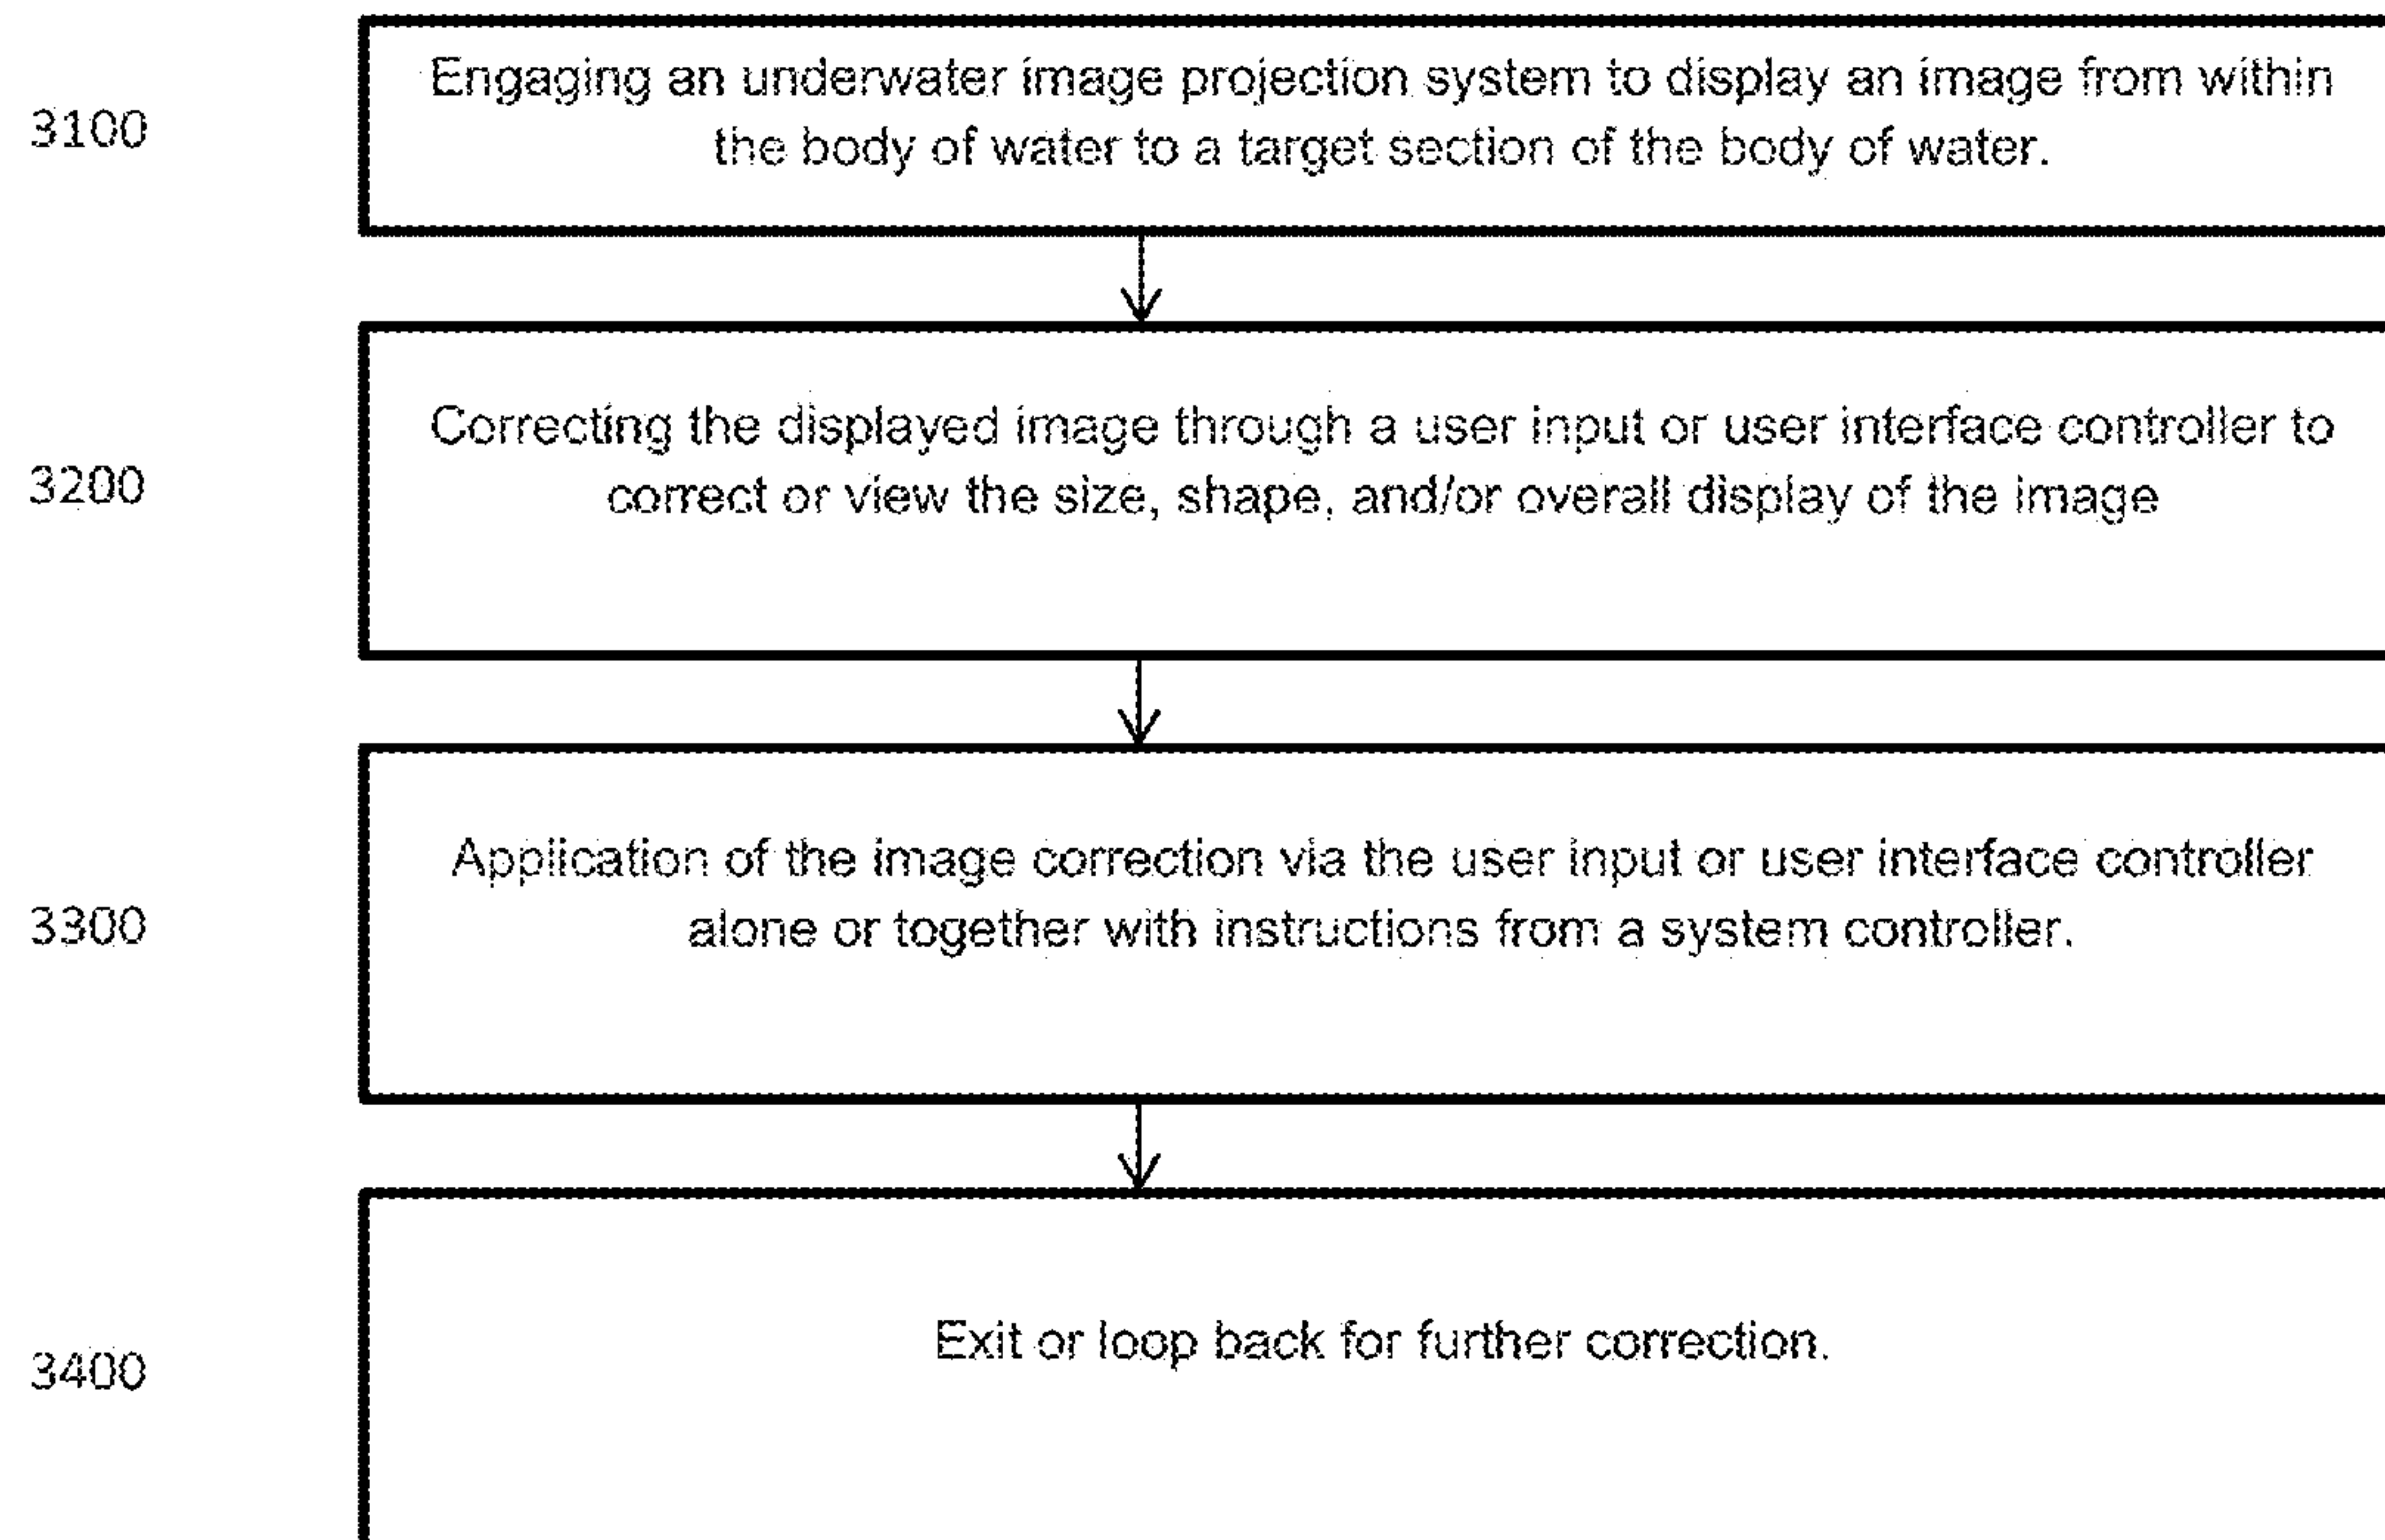 3100
Engaging an underwater image projection system to display an image from within
the body of water to a target section of the body of water.
3200
Correcting the displayed image through a user input or user interface controller to
correct or view the size, shape, and/or overall display of the image
3300
Application of the image correction via the user input or user interface controller
alone or together with instructions from a system controller.
3400
Exit or loop back for further correction.